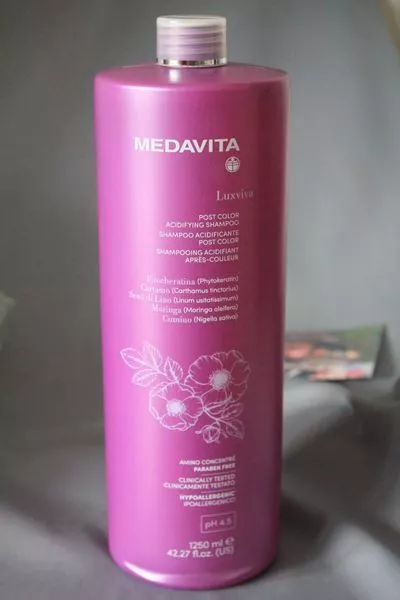 MEDAVITA
Luxviva
POST COLOR
ACIDIFYING SHAMPOO
SHAMPOO ACIDIFICANTE
POST COLOR
SHAMPOOING ACIDIFIANT
APRÈS-COULEUR
Fitocheratina (Phytokeratin)
Cartamo (Carthamus tinctorius)
Semi di Lino (Linum usitatissimum)
Moringa (Moringa oleifera)
Cumino (Nigella sativa)
AMINO CONCENTRÉ
PARABEN FREE
CLINICALLY TESTED
CLINICAMENTE TESTATO
HYPOALLERGENIC
IPOALLERGENICO
pH 4.5
1250 ml ℮
42.27 fl.oz. (US)